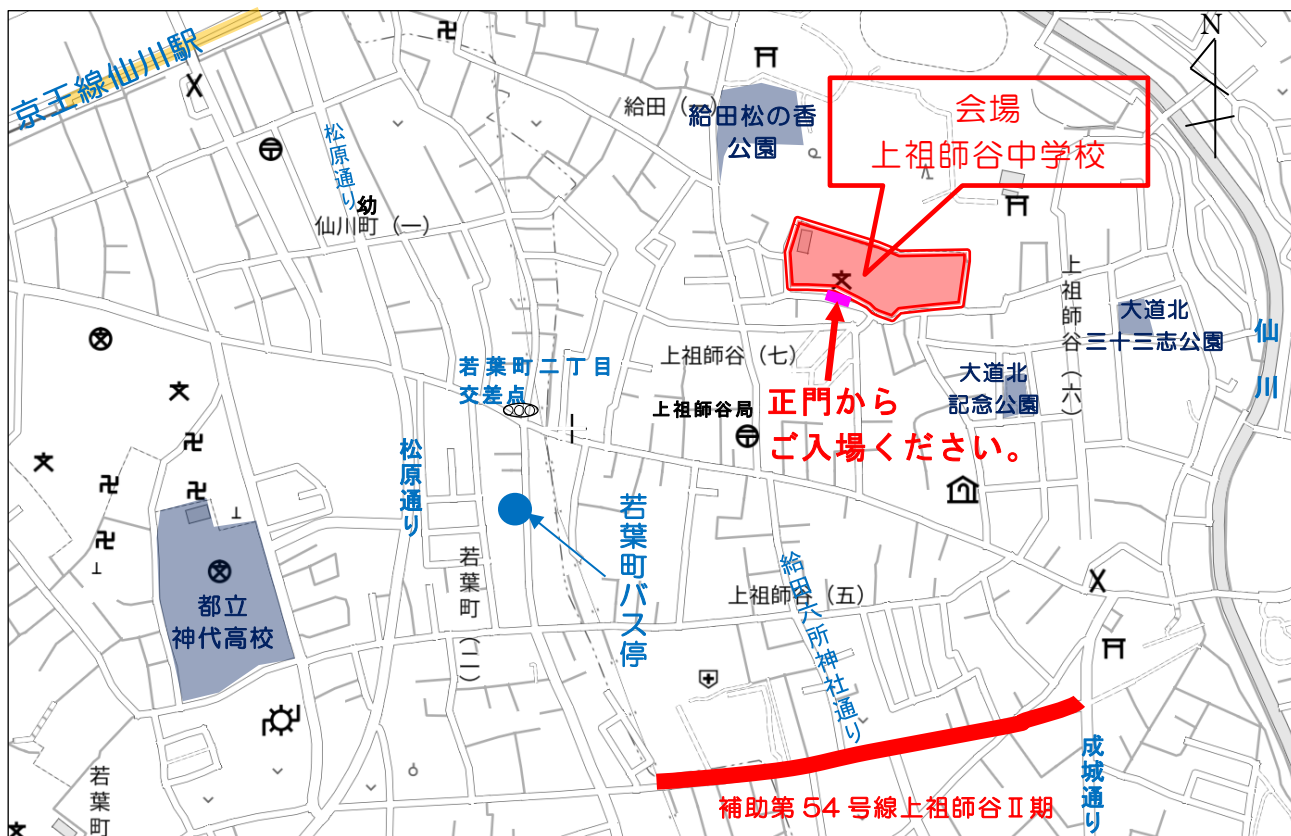 京王線仙川駅
N
給田（一）
給田松の香
公園
会場
上祖師谷中学校
松原通り
幼
仙川町（一）
上祖師谷（六）
大道北
三十三志公園
仙川
若葉町二丁目
交差点
上祖師谷（七）
大道北
記念公園
上祖師谷局
正門から
ご入場ください。
松原通り
若葉町バス停
若葉町（二）
上祖師谷（五）
給田六所神社通り
都立
神代高校
成城通り
若葉町
補助第54号線上祖師谷Ⅱ期